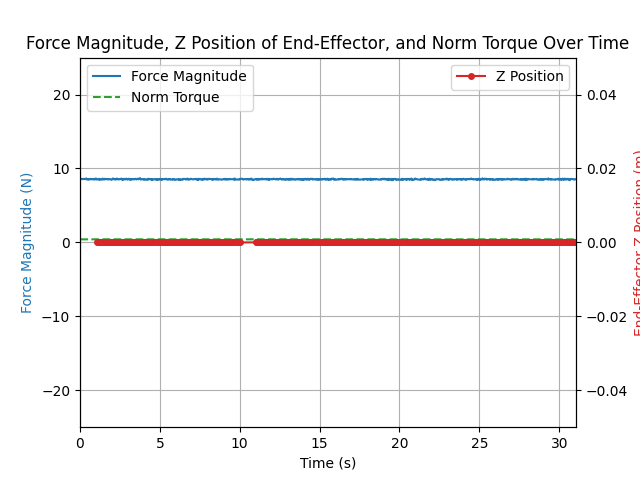 Force Magnitude, Z Position of End-Effector, and Norm Torque Over Time
Force Magnitude
Norm Torque
Z Position
20
10
0
−10
−20
0.04
0.02
0.00
−0.02
−0.04
Force Magnitude (N)
End-Effector Z Position (m)
0 5 10 15 20 25 30
Time (s)